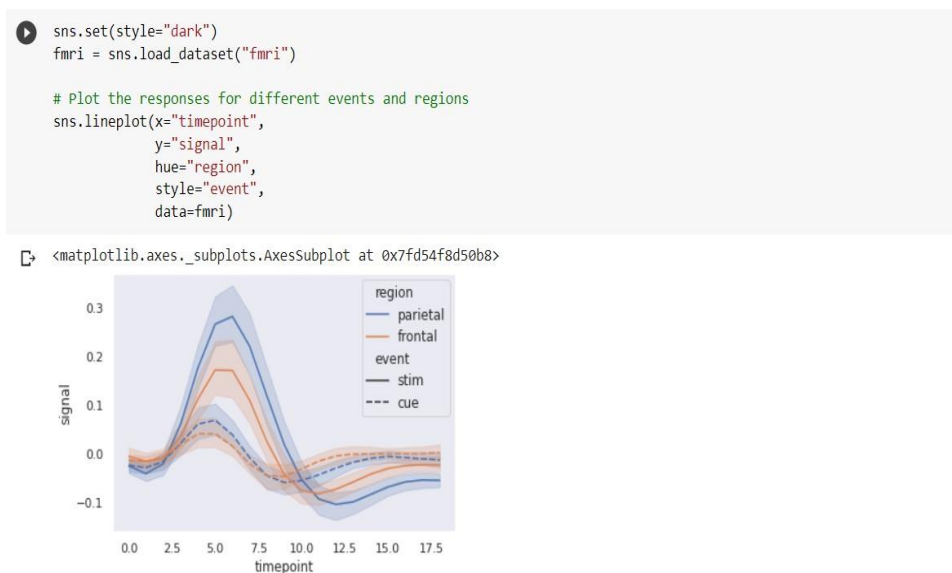 sns.set(style="dark")
fmri = sns.load_dataset("fmri")
# Plot the responses for different events and regions
sns.lineplot(x="timepoint",
y="signal",
hue="region",
style="event",
data=fmri)
<matplotlib.axes._subplots.AxesSubplot at 0x7fd54f8d50b8>
region
parietal
frontal
event
stim
cue
0.3
0.2
0.1
0.0
−0.1
signal
0.0 2.5 5.0 7.5 10.0 12.5 15.0 17.5
timepoint